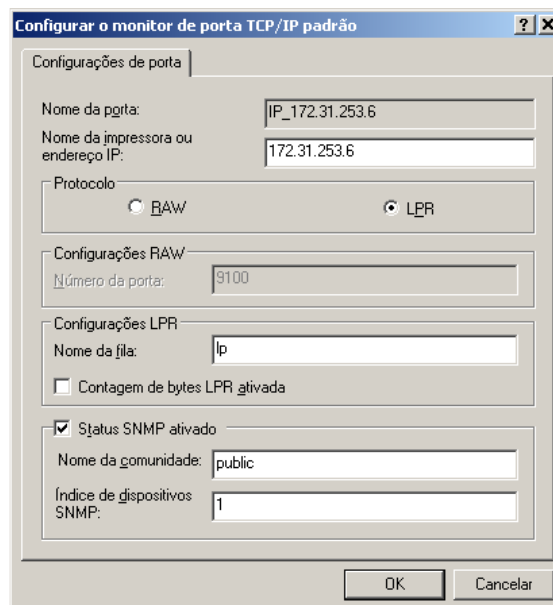 Configurar o monitor de porta TCP/IP padrão
Configurações de porta
Nome da porta: IP_172.31.253.6
Nome da impressora ou
endereço IP: 172.31.253.6
Protocolo
RAW LPR
Configurações RAW
Número da porta: 9100
Configurações LPR
Nome da fila: lp
Contagem de bytes LPR ativada
Status SNMP ativado
Nome da comunidade: public
Índice de dispositivos
SNMP: 1
OK Cancelar